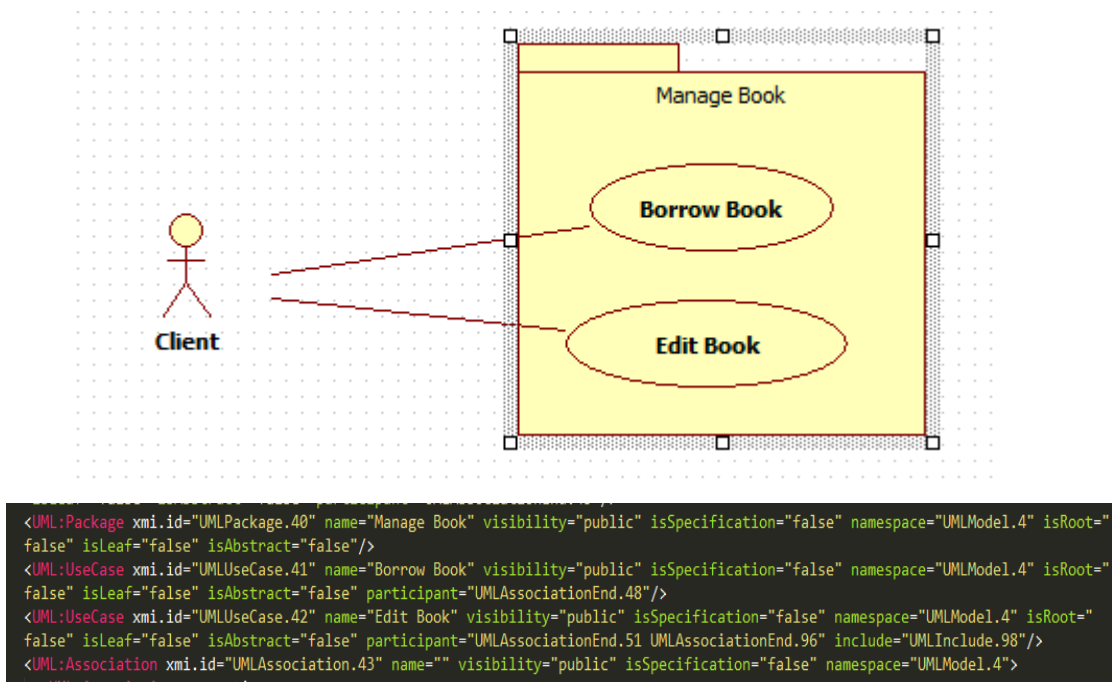 Manage Book
Borrow Book
Client
Edit Book
<UML:Package xmi.id="UMLPackage.40" name="Manage Book" visibility="public" isSpecification="false" namespace="UMLModel.4" isRoot="
false" isLeaf="false" isAbstract="false"/>
<UML:UseCase xmi.id="UMLUseCase.41" name="Borrow Book" visibility="public" isSpecification="false" namespace="UMLModel.4" isRoot="
false" isLeaf="false" isAbstract="false" participant="UMLAssociationEnd.48"/>
<UML:UseCase xmi.id="UMLUseCase.42" name="Edit Book" visibility="public" isSpecification="false" namespace="UMLModel.4" isRoot="
false" isLeaf="false" isAbstract="false" participant="UMLAssociationEnd.51 UMLAssociationEnd.96" include="UMLInclude.98"/>
<UML:Association xmi.id="UMLAssociation.43" name="" visibility="public" isSpecification="false" namespace="UMLModel.4">